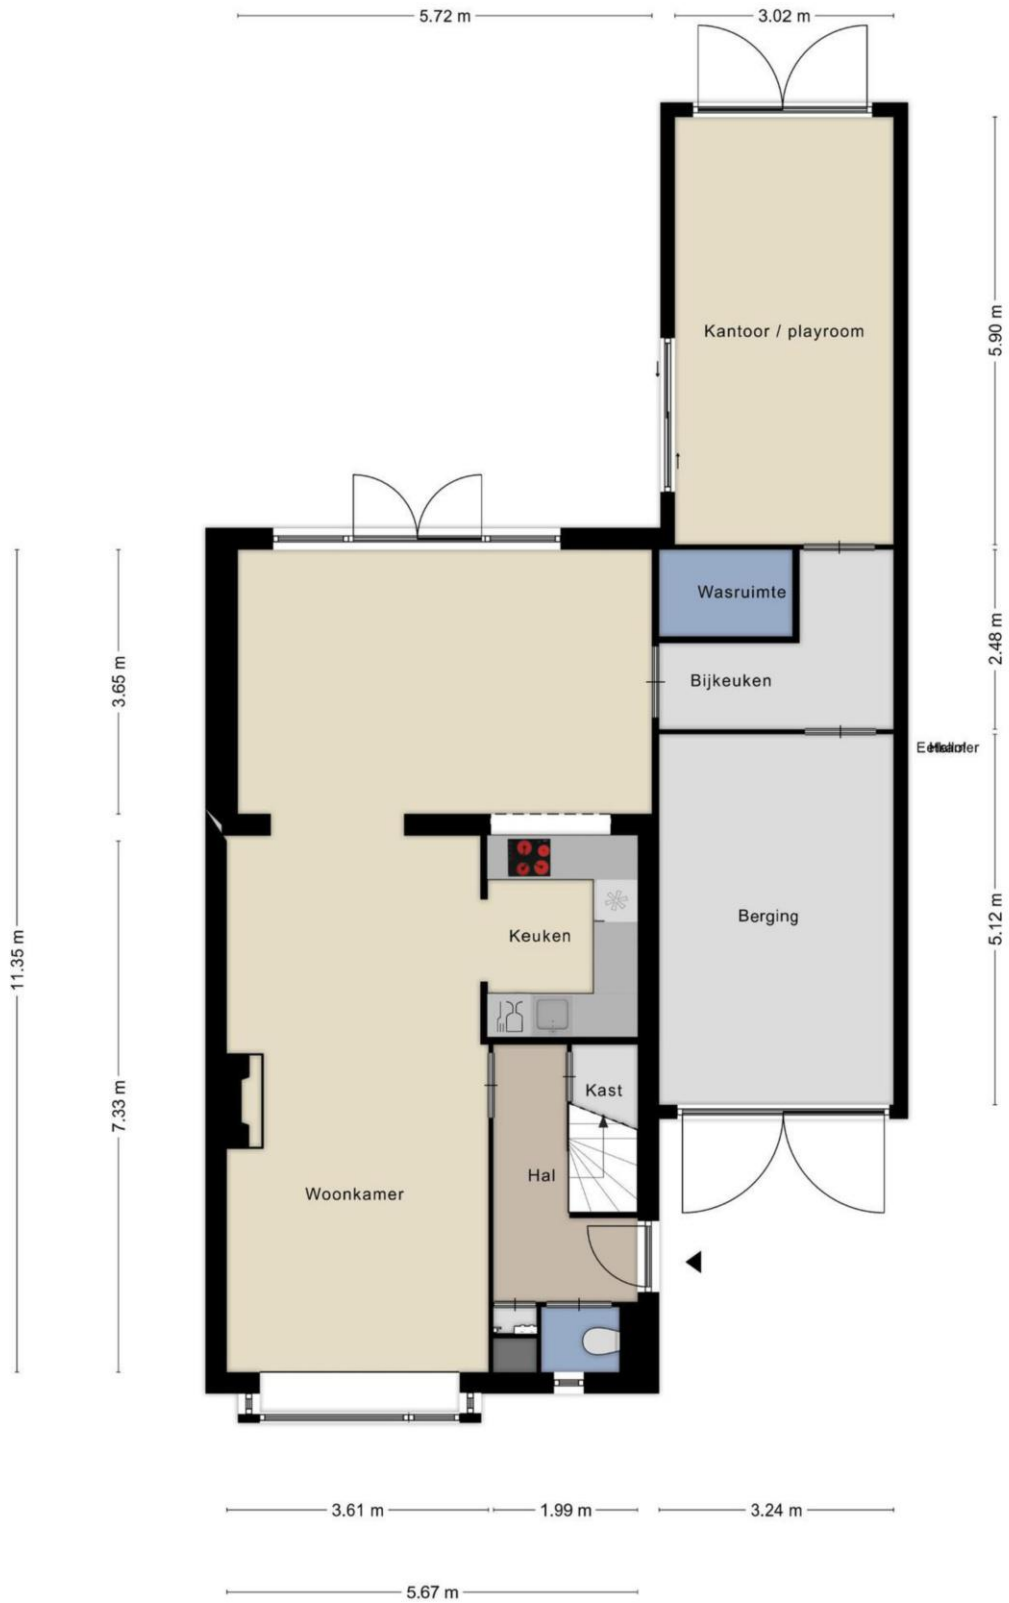 5.72 m
3.02 m
Kantoor / playroom
5.90 m
Wasruimte
2.48 m
3.65 m
Bijkeuken
Berging
5.12 m
Keuken
11.35 m
Kast
7.33 m
Hal
Woonkamer
3.61 m
1.99 m
3.24 m
5.67 m